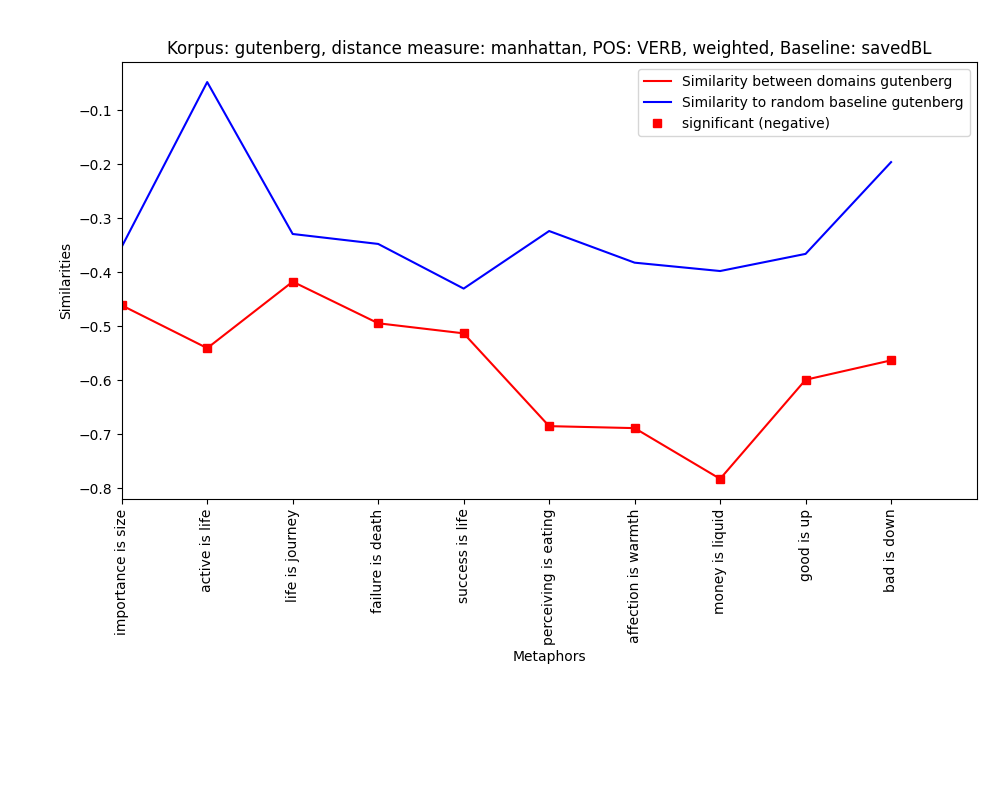 Korpus: gutenberg, distance measure: manhattan, POS: VERB, weighted, Baseline: savedBL
Similarity between domains gutenberg
Similarity to random baseline gutenberg
significant (negative)
−0.1
−0.2
−0.3
−0.4
−0.5
−0.6
−0.7
−0.8
Similarities
importance is size
active is life
life is journey
failure is death
success is life
perceiving is eating
affection is warmth
money is liquid
good is up
bad is down
Metaphors